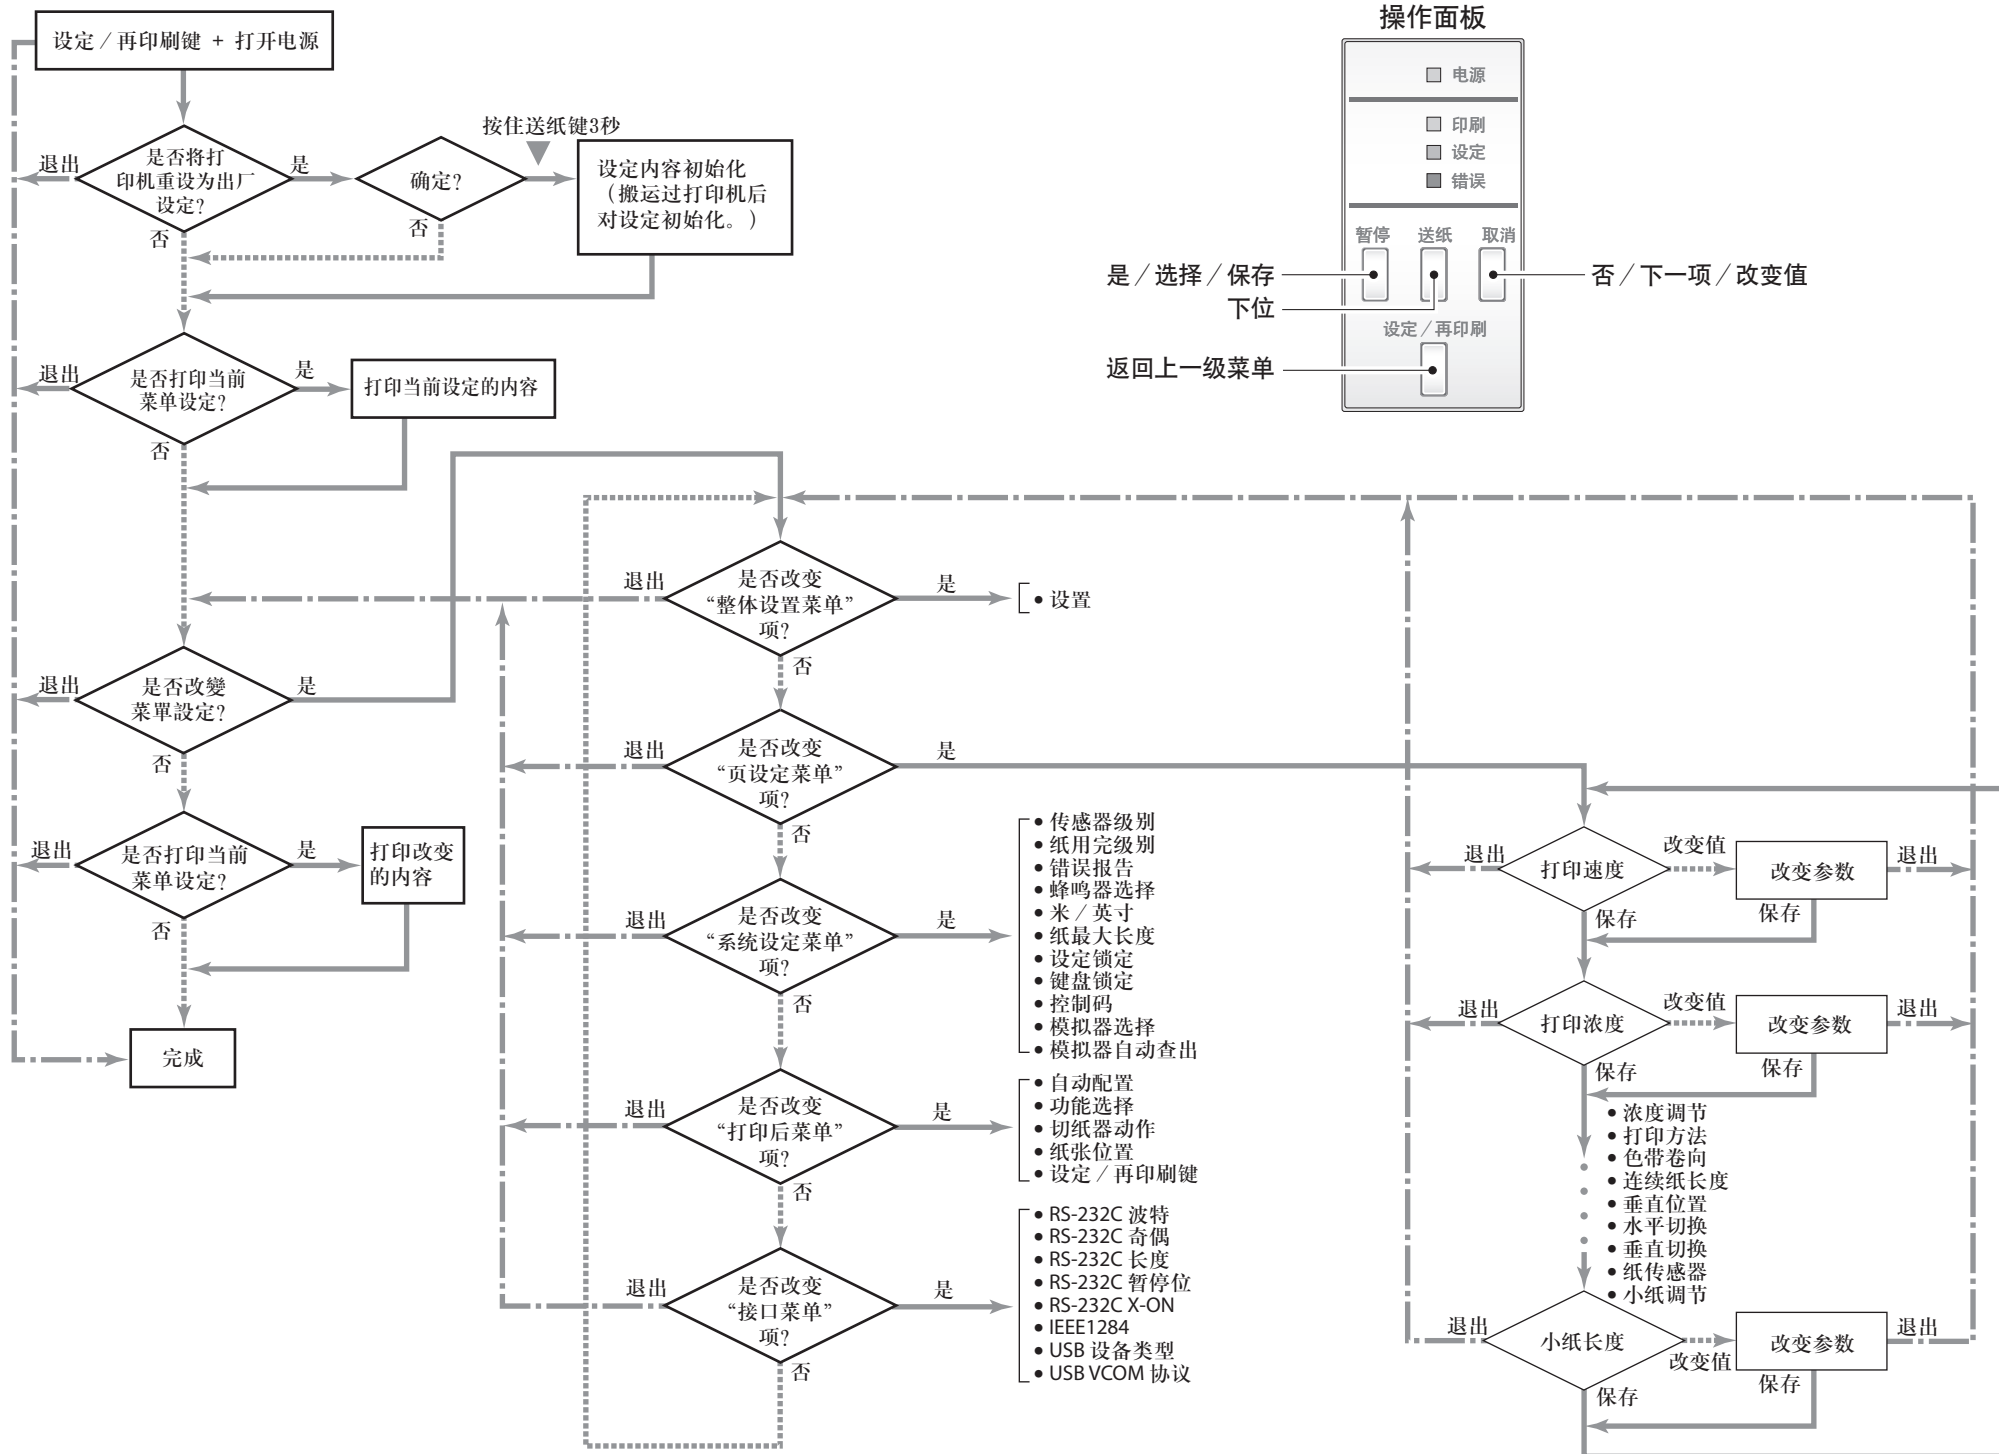 操作面板
设定／再印刷键 + 打开电源
电源
印刷
设定
错误
暂停
送纸
取消
是／选择／保存
下位
否／下一项／改变值
设定／再印刷
返回上一级菜单
退出
是否将打
印机重设为出厂
设定?
是
否
确定?
否
按住送纸键3秒
设定内容初始化
（搬运过打印机后
对设定初始化。）
退出
是否打印当前
菜单设定?
是
否
打印当前设定的内容
退出
是否改變
菜單設定?
是
否
退出
是否打印当前
菜单设定?
是
否
打印改变
的内容
完成
退出
是否改变
“整体设置菜单”
项?
是
否
• 设置
退出
是否改变
“页设定菜单”
项?
是
否
退出
是否改变
“系统设定菜单”
项?
是
否
• 传感器级别
• 纸用完级别
• 错误报告
• 蜂鸣器选择
• 米／英寸
• 纸最大长度
• 设定锁定
• 键盘锁定
• 控制码
• 模拟器选择
• 模拟器自动查出
退出
是否改变
“打印后菜单”
项?
是
否
• 自动配置
• 功能选择
• 切纸器动作
• 纸张位置
• 设定／再印刷键
退出
是否改变
“接口菜单”
项?
是
否
• RS-232C 波特
• RS-232C 奇偶
• RS-232C 长度
• RS-232C 暂停位
• RS-232C X-ON
• IEEE1284
• USB 设备类型
• USB VCOM 协议
退出
打印速度
改变值
改变参数
退出
保存
保存
退出
打印浓度
改变值
改变参数
退出
保存
保存
• 浓度调节
• 打印方法
• 色带卷向
• 连续纸长度
• 垂直位置
• 水平切换
• 垂直切换
• 纸传感器
• 小纸调节
退出
小纸长度
改变值
改变参数
退出
保存
保存